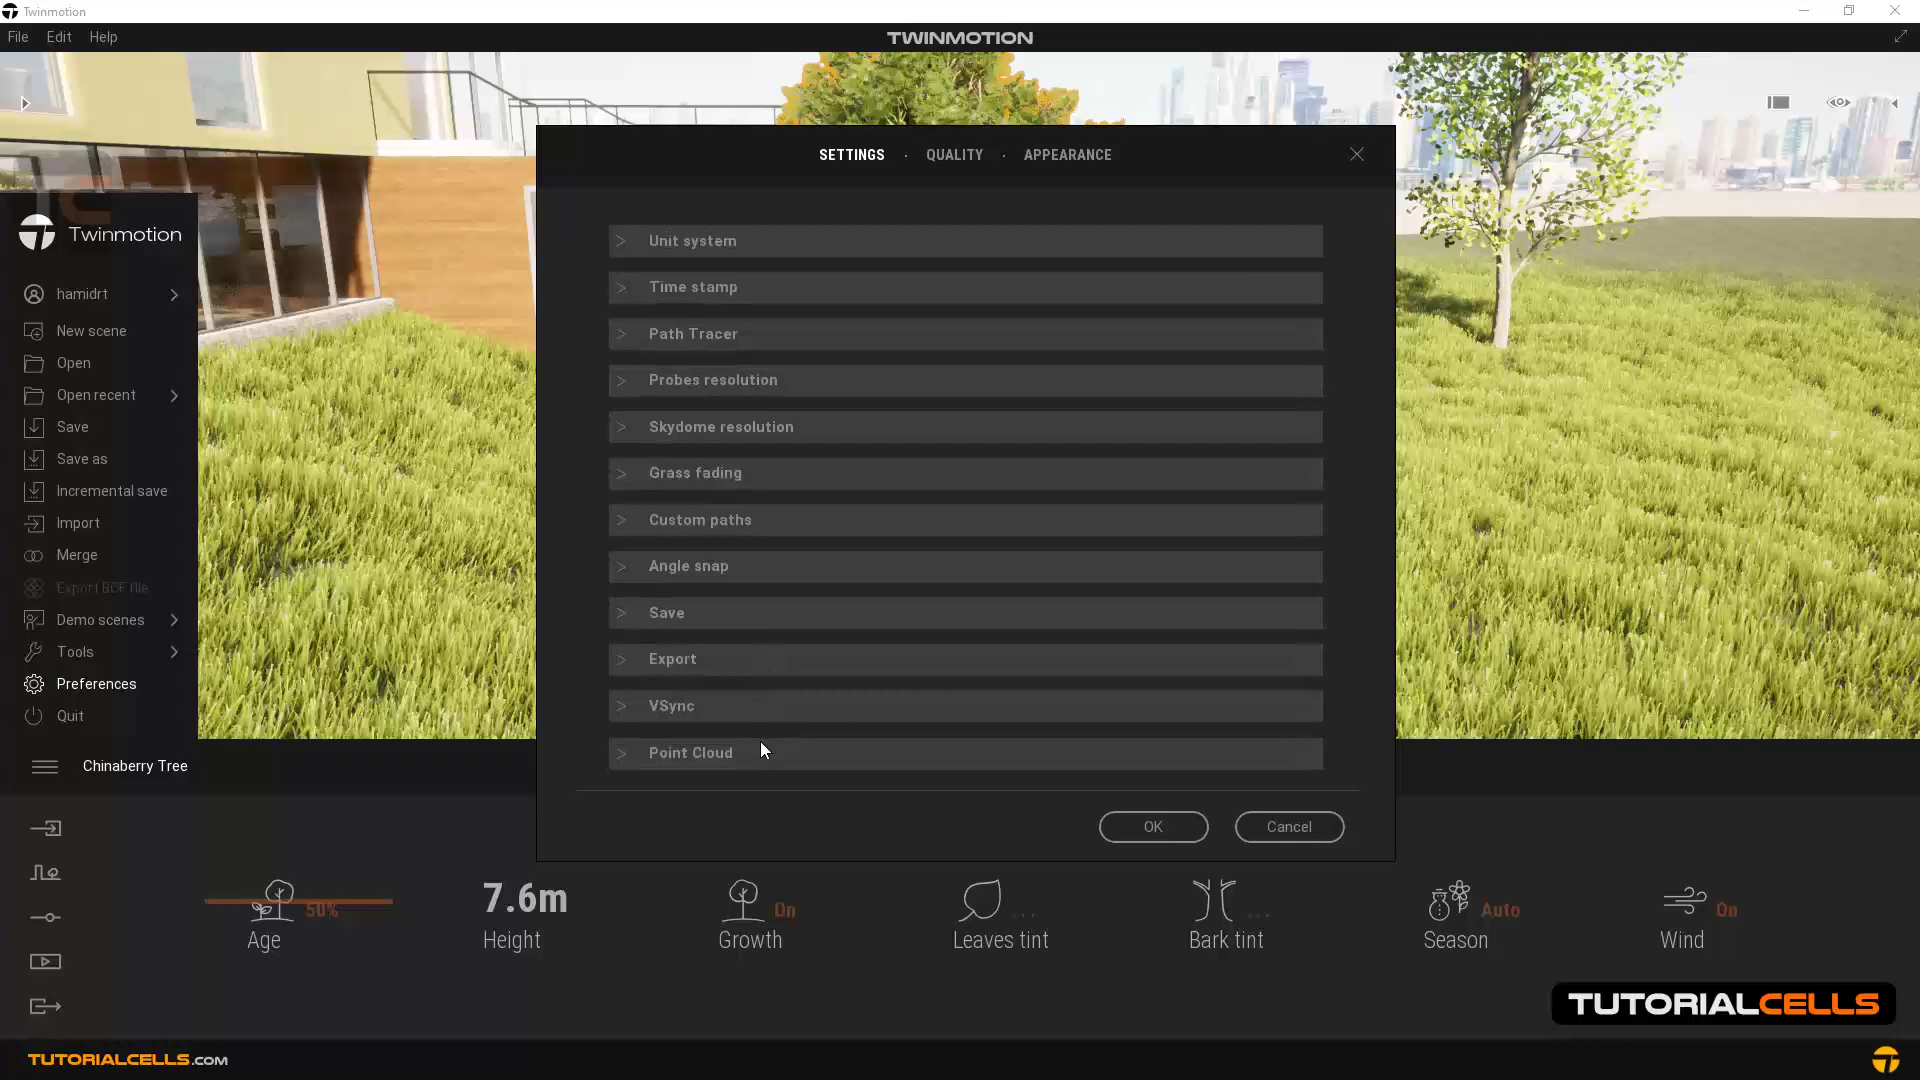 Twinmotion
File Edit Help
TWINMOTION
SETTINGS · QUALITY · APPEARANCE
Twinmotion
hamidrt
New scene
Open
Open recent
Save
Save as
Incremental save
Import
Merge
Export BCF file
Demo scenes
Tools
Preferences
Quit
Unit system
Time stamp
Path Tracer
Probes resolution
Skydome resolution
Grass fading
Custom paths
Angle snap
Save
Export
VSync
Point Cloud
OK Cancel
Chinaberry Tree
50%
Age
7.6m
Height
On
Growth
...
Leaves tint
...
Bark tint
Auto
Season
On
Wind
TUTORIALCELLS
TUTORIALCELLS.COM